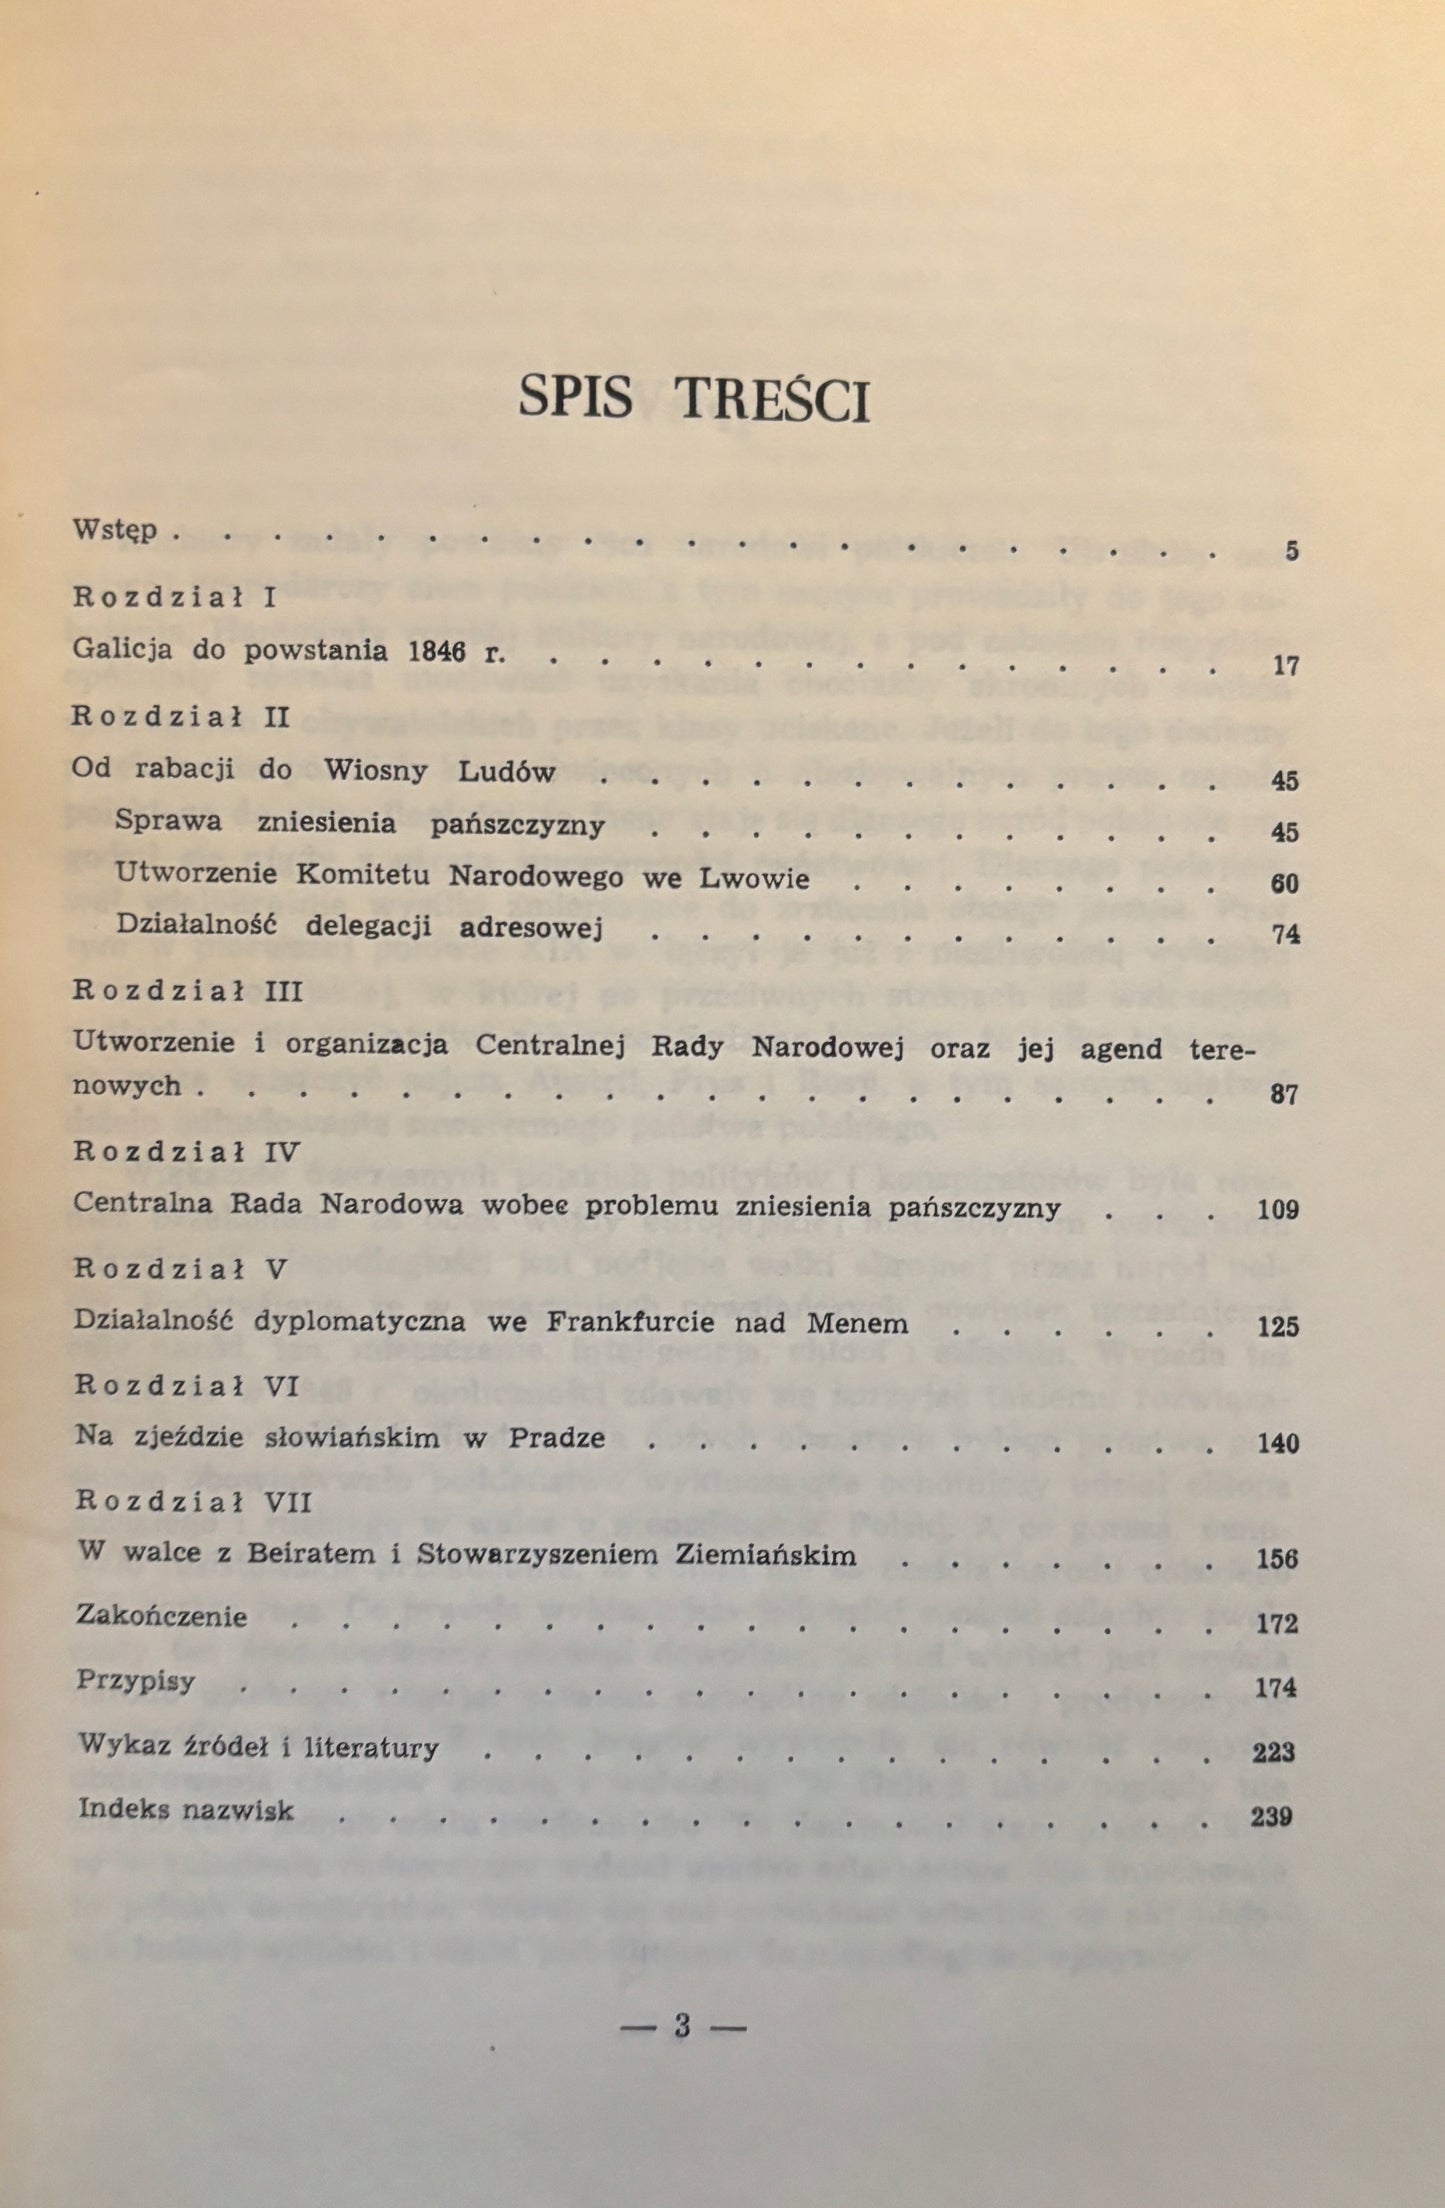 SPIS TREŚCI
Wstęp . . . . . . . . . . . . . . . . . . . . . 5
Rozdział I
Galicja do powstania 1846 r. . . . . . . . . . . . . . . 17
Rozdział II
Od rabacji do Wiosny Ludów . . . . . . . . . . . . . 45
Sprawa zniesienia pańszczyzny . . . . . . . . . . . . 45
Utworzenie Komitetu Narodowego we Lwowie . . . . . . . . 60
Działalność delegacji adresowej . . . . . . . . . . . . 74
Rozdział III
Utworzenie i organizacja Centralnej Rady Narodowej oraz jej agend tere-
nowych . . . . . . . . . . . . . . . . . . . . . 87
Rozdział IV
Centralna Rada Narodowa wobec problemu zniesienia pańszczyzny . . . 109
Rozdział V
Działalność dyplomatyczna we Frankfurcie nad Menem . . . . . . 125
Rozdział VI
Na zjeździe słowiańskim w Pradze . . . . . . . . . . . . 140
Rozdział VII
W walce z Beiratem i Stowarzyszeniem Ziemiańskim . . . . . . . 156
Zakończenie . . . . . . . . . . . . . . . . . . . 172
Przypisy . . . . . . . . . . . . . . . . . . . . 174
Wykaz źródeł i literatury . . . . . . . . . . . . . . . 223
Indeks nazwisk . . . . . . . . . . . . . . . . . . 239
— 3 —